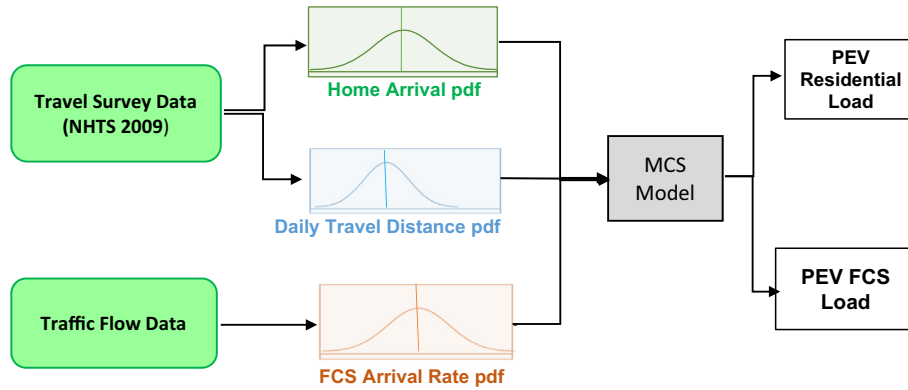 Travel Survey Data
(NHTS 2009)
Home Arrival pdf
Daily Travel Distance pdf
Traffic Flow Data
FCS Arrival Rate pdf
MCS
Model
PEV
Residential
Load
PEV FCS
Load